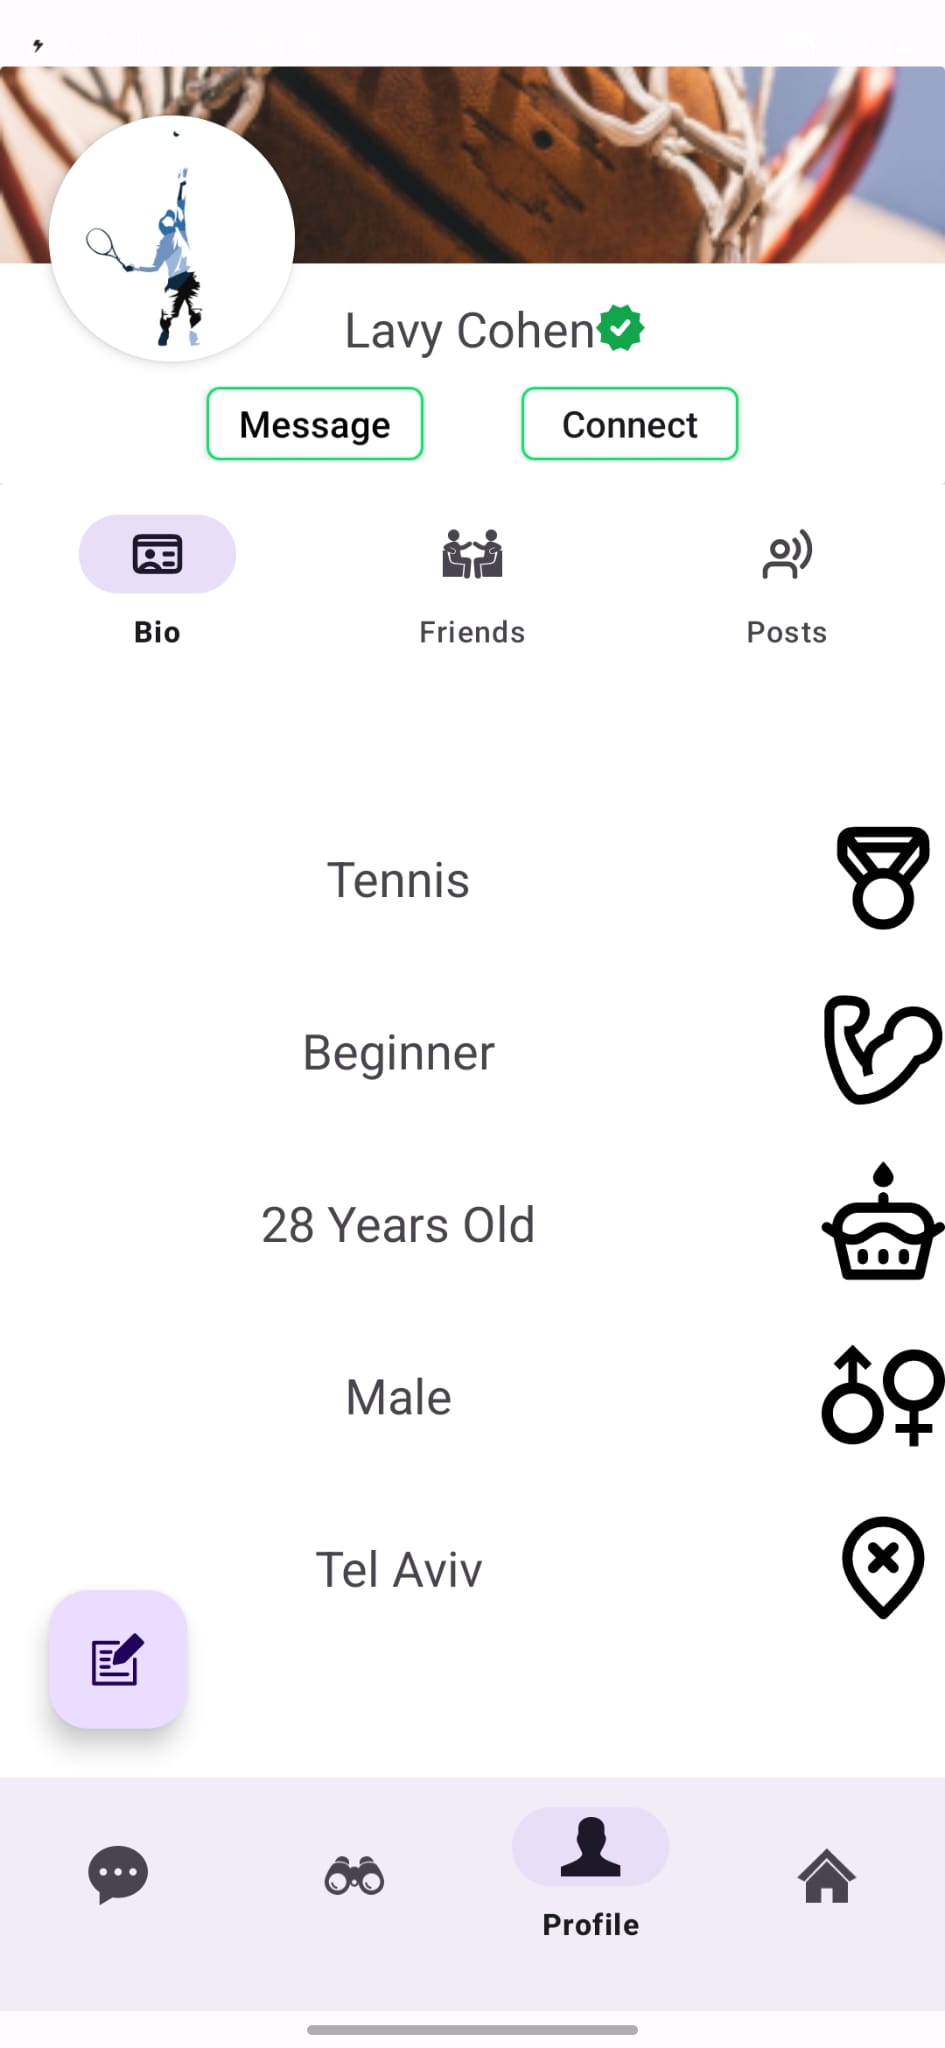 Lavy Cohen
Message Connect
Bio Friends Posts
Tennis
Beginner
28 Years Old
Male
Tel Aviv
Profile